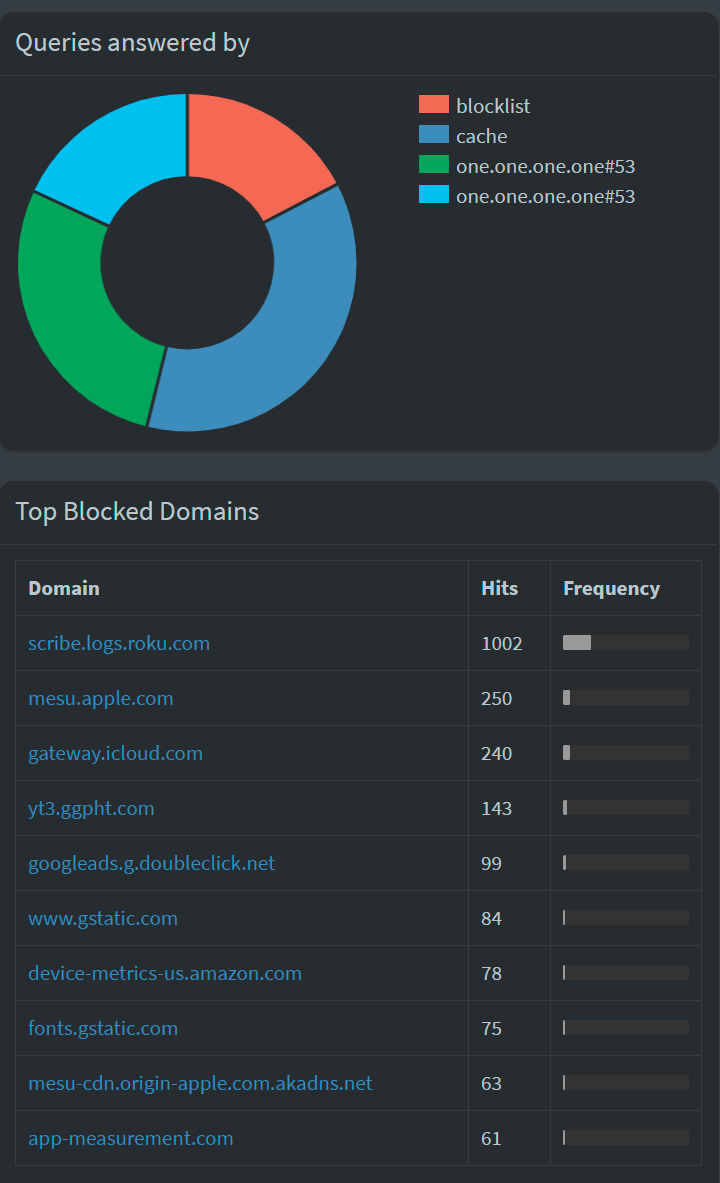 Queries answered by
blocklist
cache
one.one.one.one#53
one.one.one.one#53
Top Blocked Domains
Domain Hits Frequency
scribe.logs.roku.com 1002
mesu.apple.com 250
gateway.icloud.com 240
yt3.ggpht.com 143
googleads.g.doubleclick.net 99
www.gstatic.com 84
device-metrics-us.amazon.com 78
fonts.gstatic.com 75
mesu-cdn.origin-apple.com.akadns.net 63
app-measurement.com 61